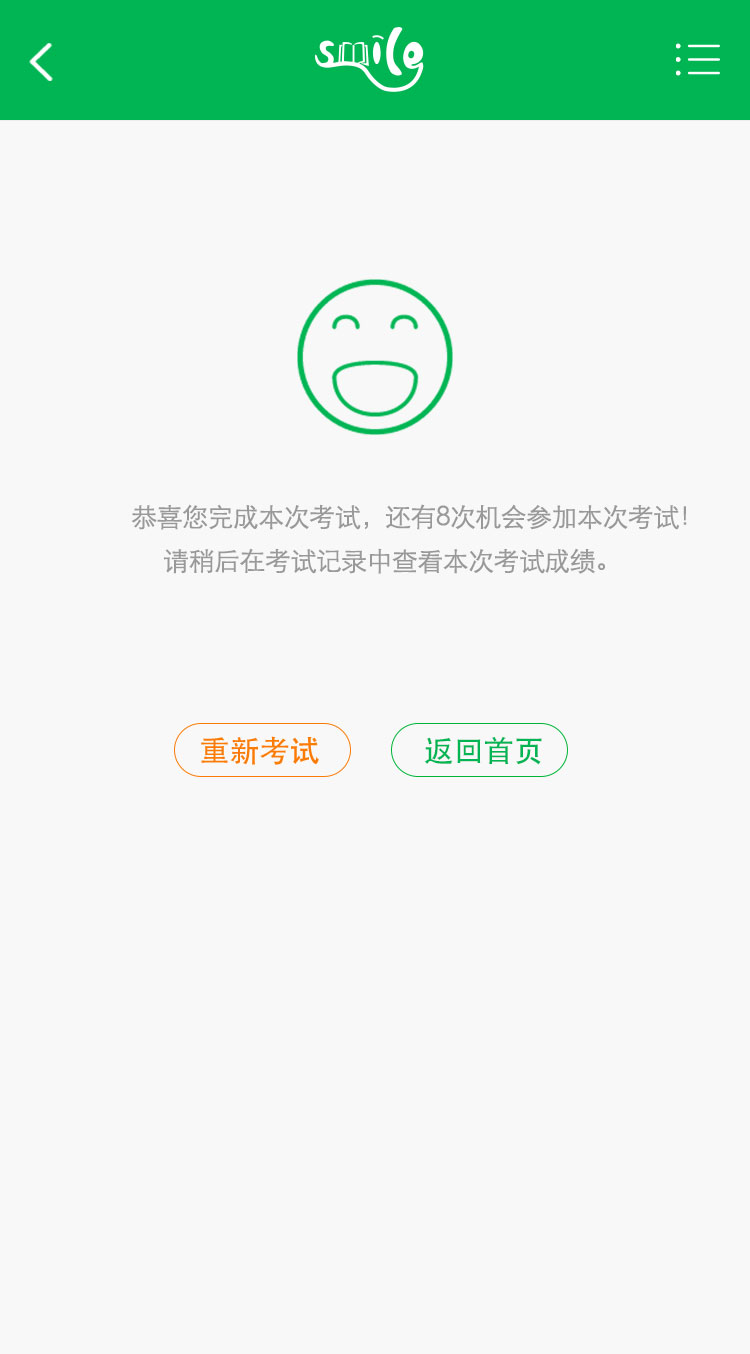 smile
恭喜您完成本次考试，还有8次机会参加本次考试！
请稍后在考试记录中查看本次考试成绩。
重新考试 返回首页